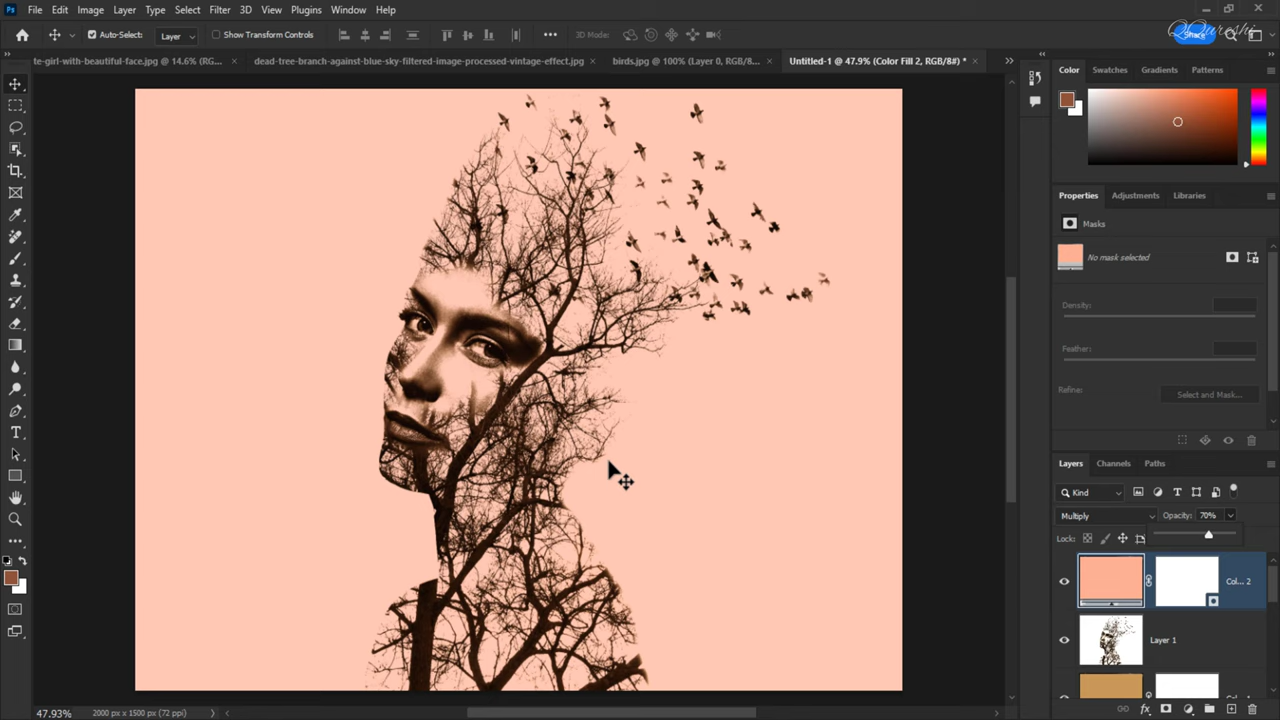 Ps File Edit Image Layer Type Select Filter 3D View Plugins Window Help
Auto-Select: Layer Show Transform Controls 3D Mode: Share
QQureshi
te-girl-with-beautiful-face.jpg @ 14.6% (RG... × dead-tree-branch-against-blue-sky-filtered-image-processed-vintage-effect.jpg × birds.jpg @ 100% (Layer 0, RGB/8... × Untitled-1 @ 47.9% (Color Fill 2, RGB/8#) * ×
Color Swatches Gradients Patterns
Properties Adjustments Libraries
Masks
No mask selected
Density:
Feather:
Refine: Select and Mask...
Layers Channels Paths
Kind
Multiply Opacity: 70%
Lock:
Col... 2
Layer 1
47.93% 2000 px x 1500 px (72 ppi)